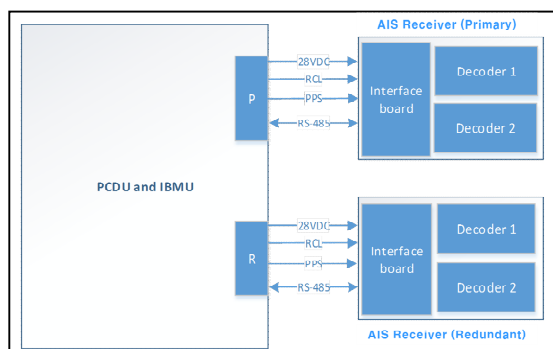 AIS Receiver (Primary)
28VDC
RCL
PPS
RS-485
P
Interface
board
Decoder 1
Decoder 2
PCDU and IBMU
28VDC
RCL
PPS
RS-485
R
Interface
board
Decoder 1
Decoder 2
AIS Receiver (Redundant)